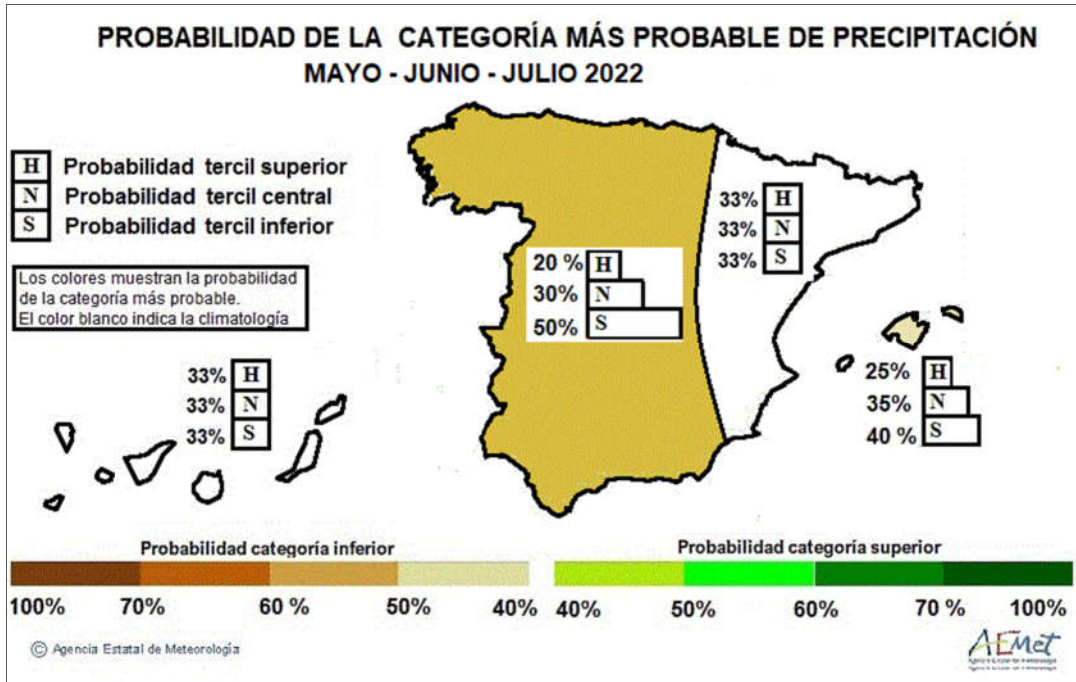 PROBABILIDAD DE LA CATEGORÍA MÁS PROBABLE DE PRECIPITACIÓN
MAYO - JUNIO - JULIO 2022
H Probabilidad tercil superior
N Probabilidad tercil central
S Probabilidad tercil inferior
Los colores muestran la probabilidad
de la categoría más probable.
El color blanco indica la climatología
33% H
33% N
33% S
20 % H
30% N
50% S
33% H
33% N
33% S
25% H
35% N
40 % S
Probabilidad categoría inferior
100% 70% 60 % 50% 40%
Probabilidad categoría superior
40% 50% 60% 70 % 100%
© Agencia Estatal de Meteorología
AEMet